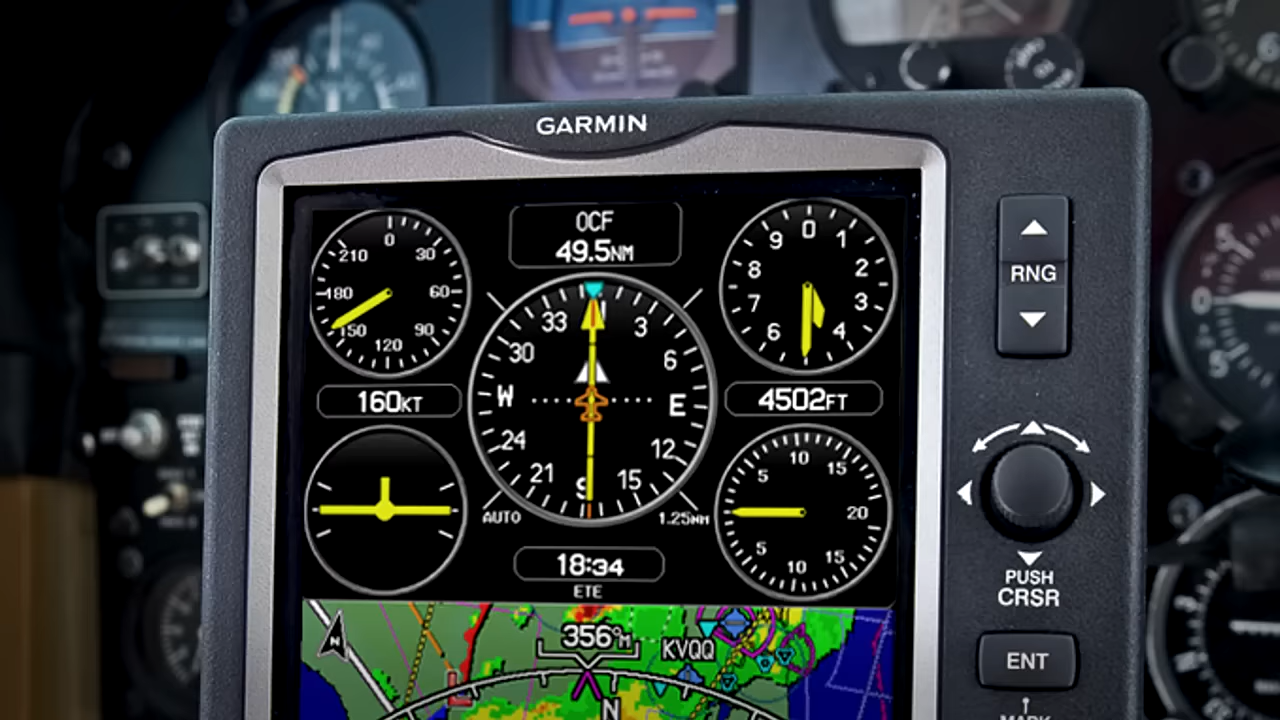 GARMIN
OCF
49.5NM
0
30
60
90
120
150
180
210
33
3
6
E
12
15
S
21
24
W
30
0
1
2
3
4
6
7
8
9
RNG
160KT
4502FT
AUTO
1.25NM
5
10
15
20
15
10
5
18:34
ETE
PUSH
CRSR
356°M
KVQQ
N
N
ENT
MARK